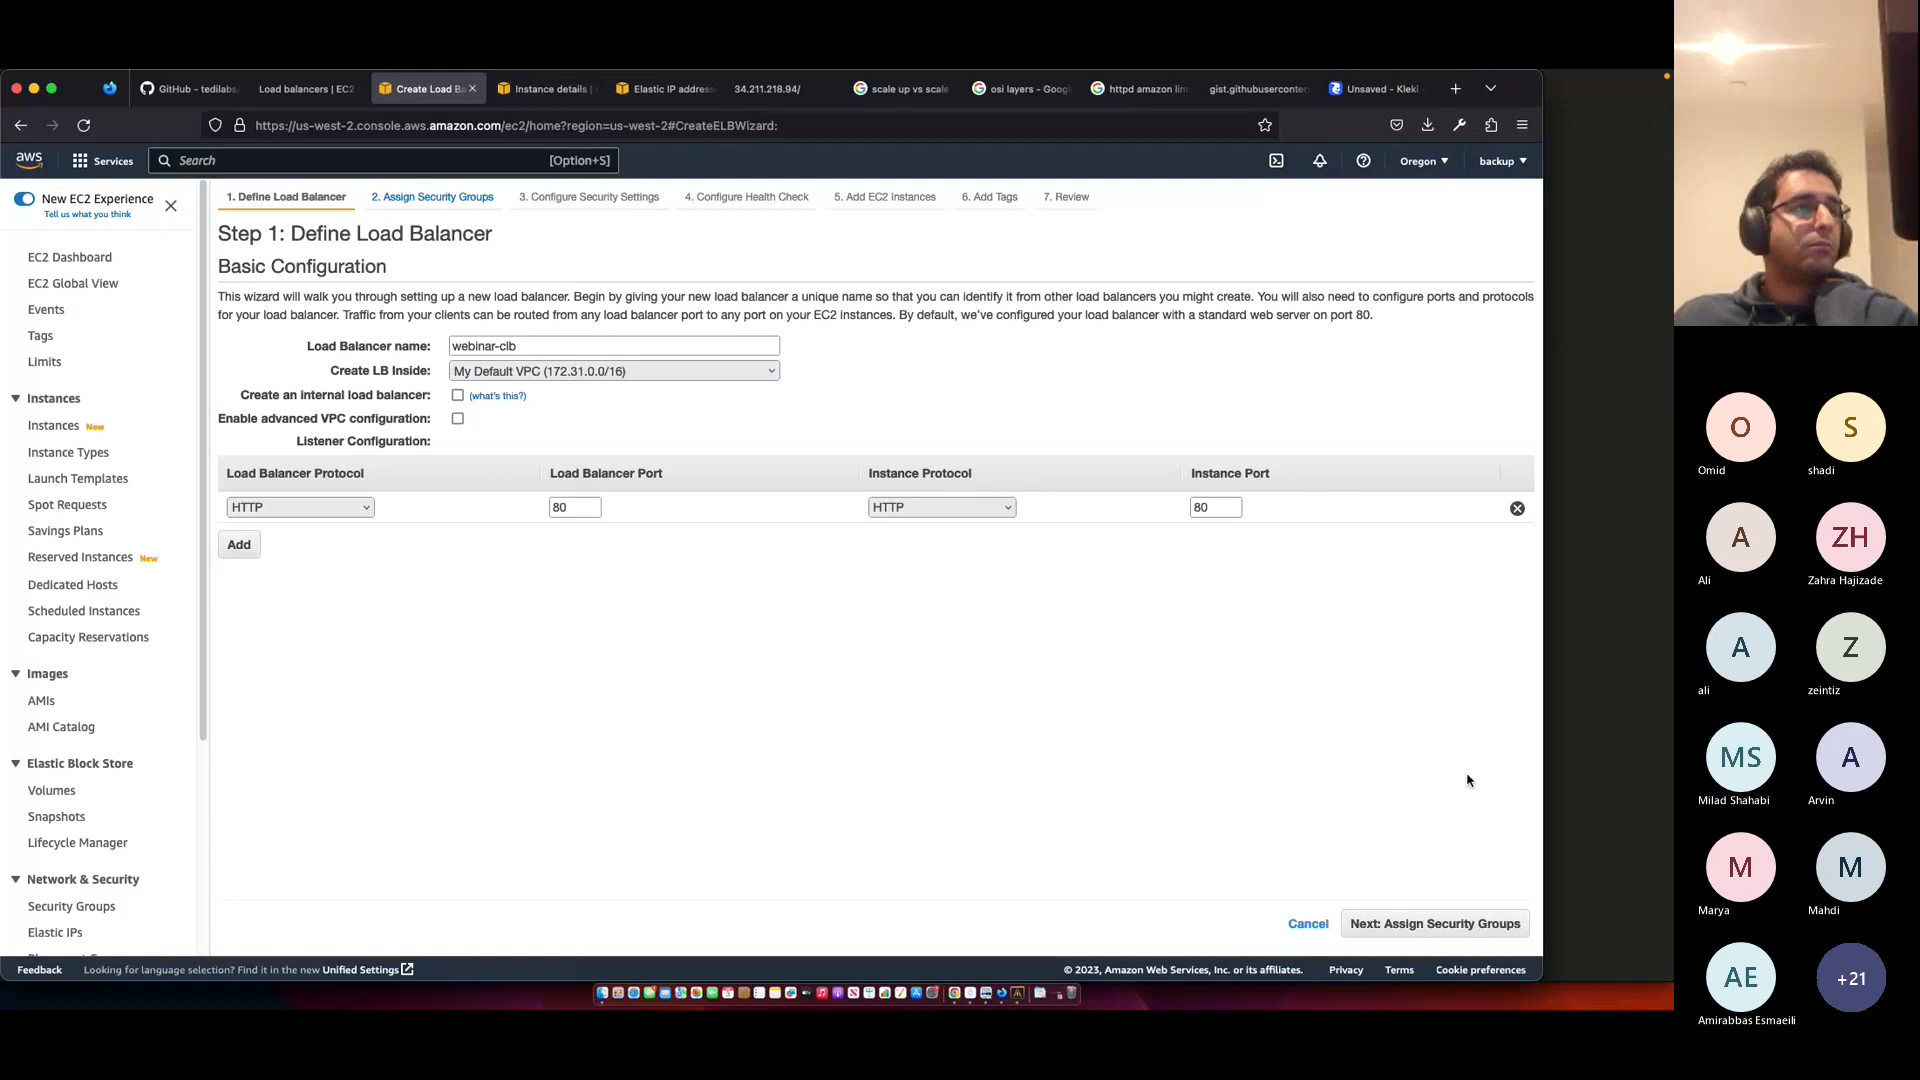 GitHub - tedilabs/
Load balancers | EC2
Create Load Ba
Instance details |
Elastic IP address
34.211.218.94/
scale up vs scale
osi layers - Goog
httpd amazon lin
gist.githubuserconten
Unsaved - Kleki
https://us-west-2.console.aws.amazon.com/ec2/home?region=us-west-2#CreateELBWizard:
aws
Services
Search
[Option+S]
Oregon
backup
New EC2 Experience
Tell us what you think
EC2 Dashboard
EC2 Global View
Events
Tags
Limits
Instances
Instances New
Instance Types
Launch Templates
Spot Requests
Savings Plans
Reserved Instances New
Dedicated Hosts
Scheduled Instances
Capacity Reservations
Images
AMIs
AMI Catalog
Elastic Block Store
Volumes
Snapshots
Lifecycle Manager
Network & Security
Security Groups
Elastic IPs
1. Define Load Balancer
2. Assign Security Groups
3. Configure Security Settings
4. Configure Health Check
5. Add EC2 Instances
6. Add Tags
7. Review
Step 1: Define Load Balancer
Basic Configuration
This wizard will walk you through setting up a new load balancer. Begin by giving your new load balancer a unique name so that you can identify it from other load balancers you might create. You will also need to configure ports and protocols
for your load balancer. Traffic from your clients can be routed from any load balancer port to any port on your EC2 instances. By default, we've configured your load balancer with a standard web server on port 80.
Load Balancer name: webinar-clb
Create LB Inside: My Default VPC (172.31.0.0/16)
Create an internal load balancer: (what's this?)
Enable advanced VPC configuration:
Listener Configuration:
Load Balancer Protocol Load Balancer Port Instance Protocol Instance Port
HTTP 80 HTTP 80
Add
Cancel
Next: Assign Security Groups
Feedback
Looking for language selection? Find it in the new Unified Settings
© 2023, Amazon Web Services, Inc. or its affiliates.
Privacy
Terms
Cookie preferences
O
Omid
S
shadi
A
Ali
ZH
Zahra Hajizade
A
ali
Z
zeintiz
MS
Milad Shahabi
A
Arvin
M
Marya
M
Mahdi
AE
Amirabbas Esmaeili
+21